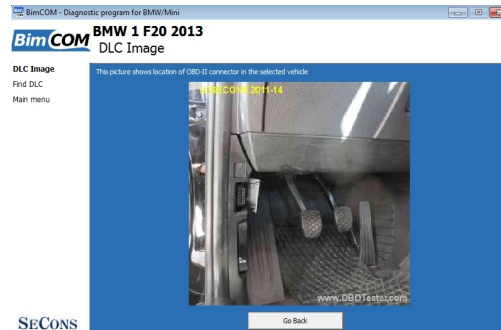 BimCOM - Diagnostic program for BMW/Mini
BimCOM
BMW 1 F20 2013
DLC Image
DLC Image
Find DLC
Main menu
This picture shows location of OBD-II connector in the selected vehicle
SECONS 2011-14
www.OBDTester.com
SECONS
Go Back